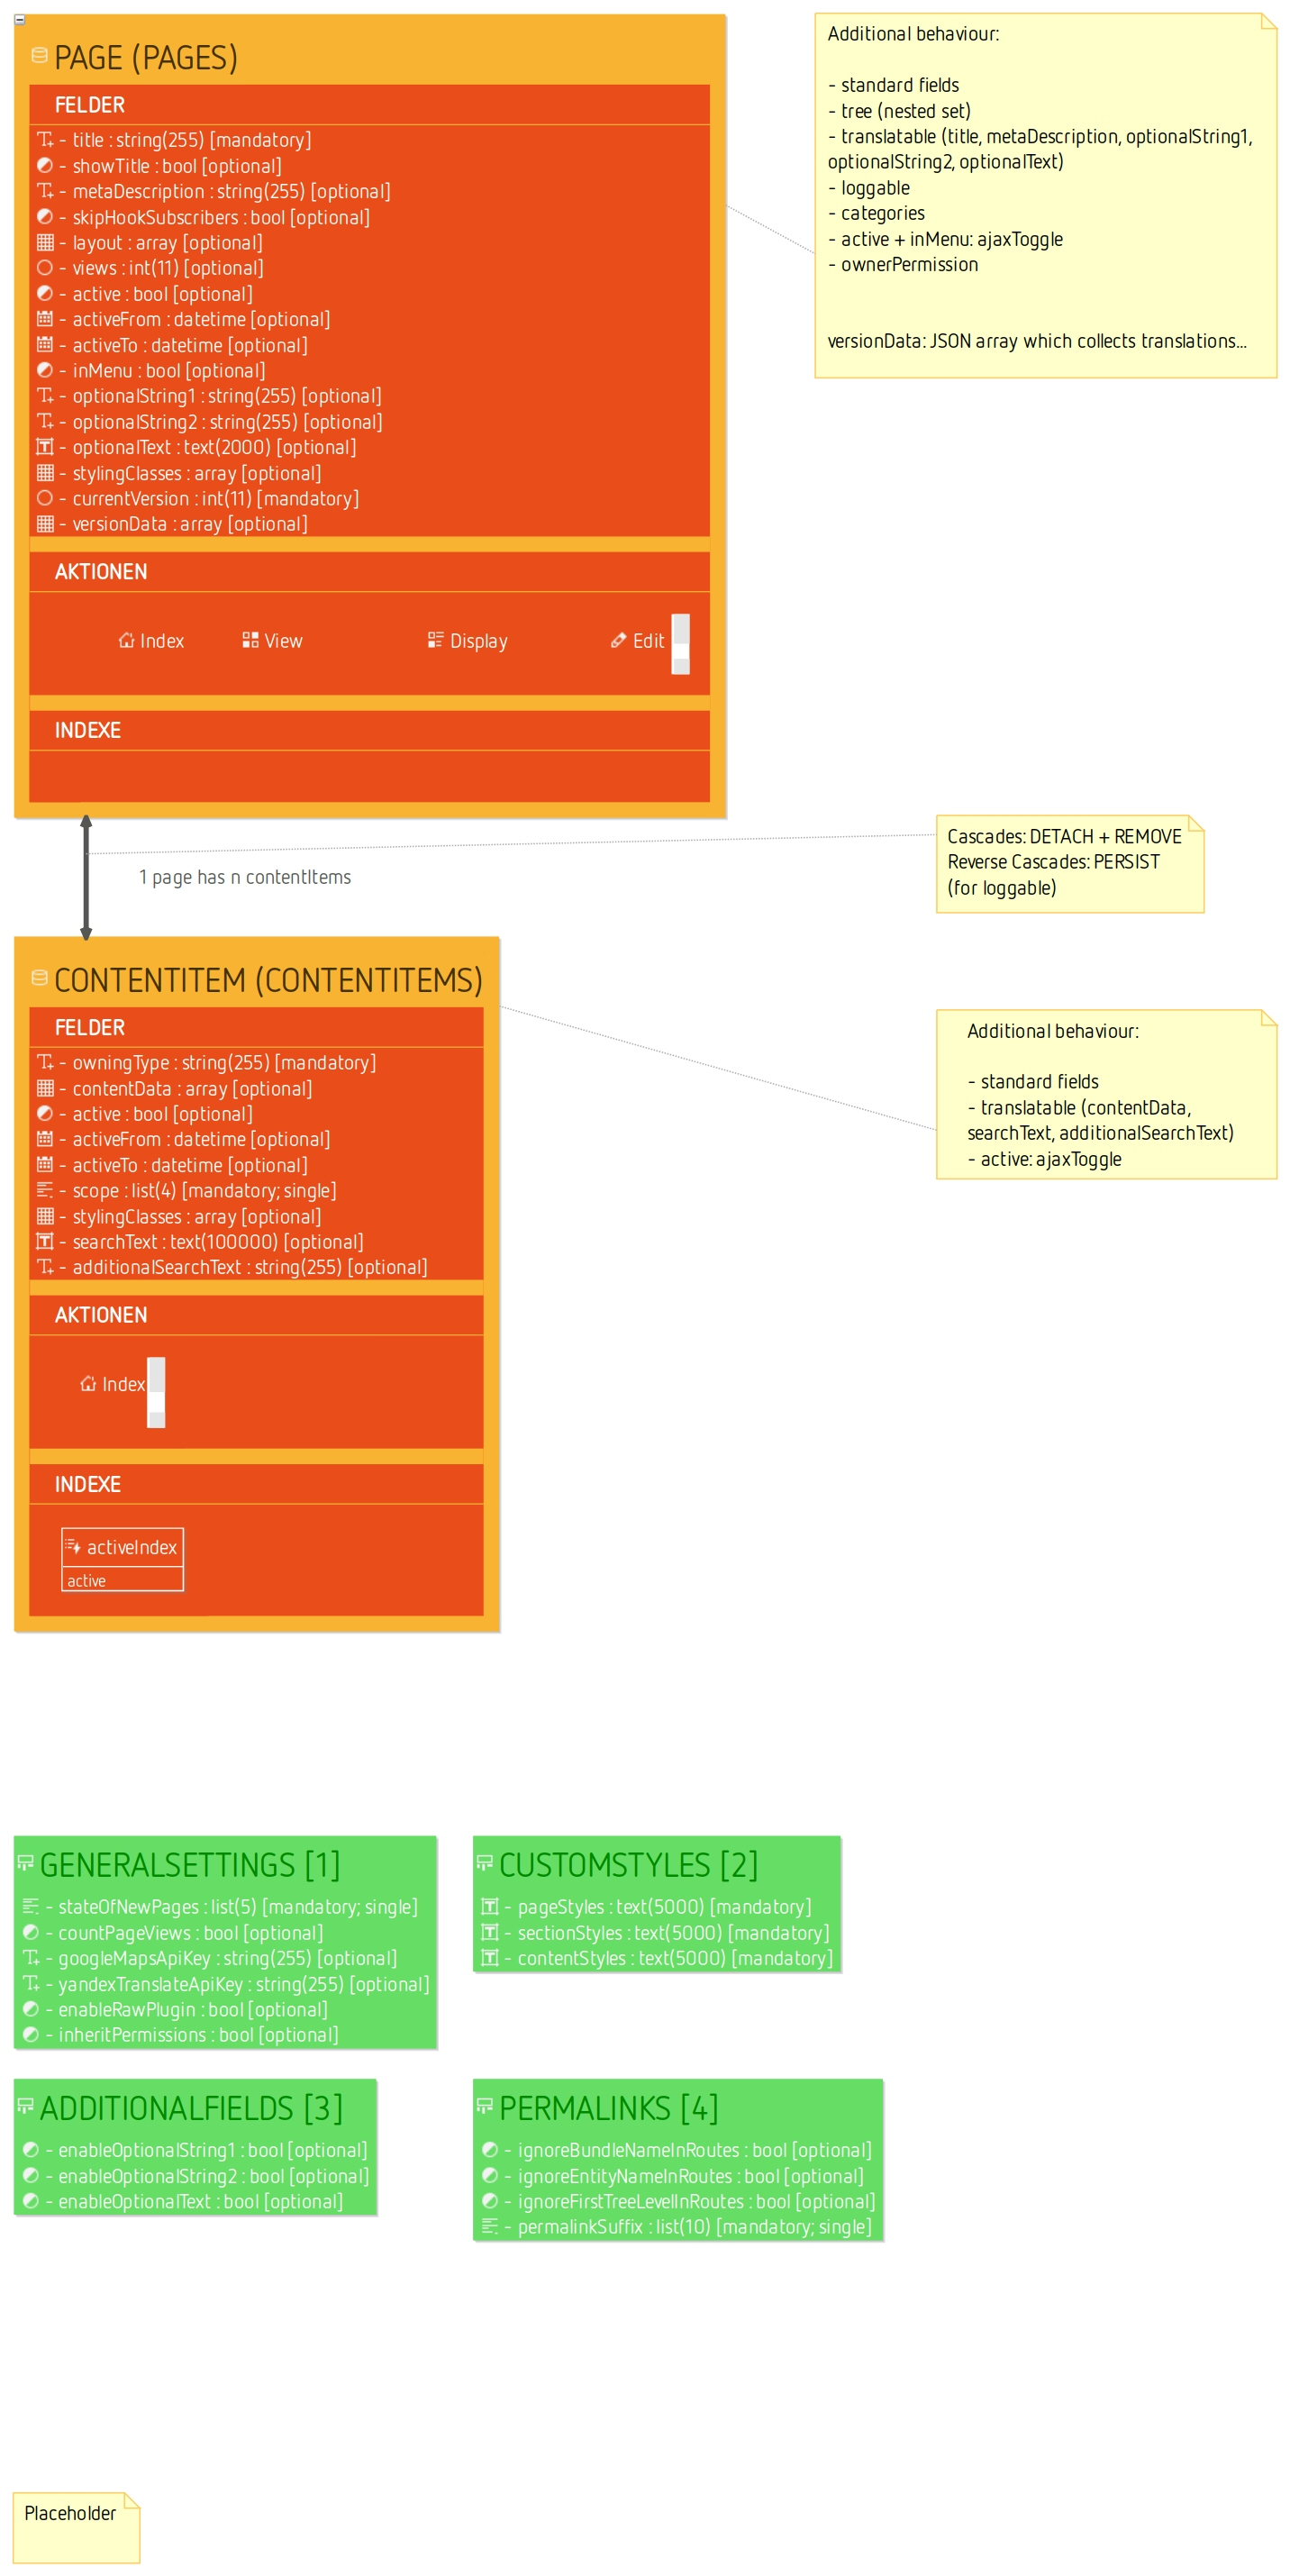 PAGE (PAGES)
FELDER
- title : string(255) [mandatory]
- showTitle : bool [optional]
- metaDescription : string(255) [optional]
- skipHookSubscribers : bool [optional]
- layout : array [optional]
- views : int(11) [optional]
- active : bool [optional]
- activeFrom : datetime [optional]
- activeTo : datetime [optional]
- inMenu : bool [optional]
- optionalString1 : string(255) [optional]
- optionalString2 : string(255) [optional]
- optionalText : text(2000) [optional]
- stylingClasses : array [optional]
- currentVersion : int(11) [mandatory]
- versionData : array [optional]
AKTIONEN
Index View Display Edit
INDEXE
Additional behaviour:
- standard fields
- tree (nested set)
- translatable (title, metaDescription, optionalString1,
optionalString2, optionalText)
- loggable
- categories
- active + inMenu: ajaxToggle
- ownerPermission
versionData: JSON array which collects translations...
1 page has n contentItems
Cascades: DETACH + REMOVE
Reverse Cascades: PERSIST
(for loggable)
CONTENTITEM (CONTENTITEMS)
FELDER
- owningType : string(255) [mandatory]
- contentData : array [optional]
- active : bool [optional]
- activeFrom : datetime [optional]
- activeTo : datetime [optional]
- scope : list(4) [mandatory; single]
- stylingClasses : array [optional]
- searchText : text(100000) [optional]
- additionalSearchText : string(255) [optional]
AKTIONEN
Index
INDEXE
activeIndex
active
Additional behaviour:
- standard fields
- translatable (contentData,
searchText, additionalSearchText)
- active: ajaxToggle
GENERALSETTINGS [1]
- stateOfNewPages : list(5) [mandatory; single]
- countPageViews : bool [optional]
- googleMapsApiKey : string(255) [optional]
- yandexTranslateApiKey : string(255) [optional]
- enableRawPlugin : bool [optional]
- inheritPermissions : bool [optional]
CUSTOMSTYLES [2]
- pageStyles : text(5000) [mandatory]
- sectionStyles : text(5000) [mandatory]
- contentStyles : text(5000) [mandatory]
ADDITIONALFIELDS [3]
- enableOptionalString1 : bool [optional]
- enableOptionalString2 : bool [optional]
- enableOptionalText : bool [optional]
PERMALINKS [4]
- ignoreBundleNameInRoutes : bool [optional]
- ignoreEntityNameInRoutes : bool [optional]
- ignoreFirstTreeLevelInRoutes : bool [optional]
- permalinkSuffix : list(10) [mandatory; single]
Placeholder